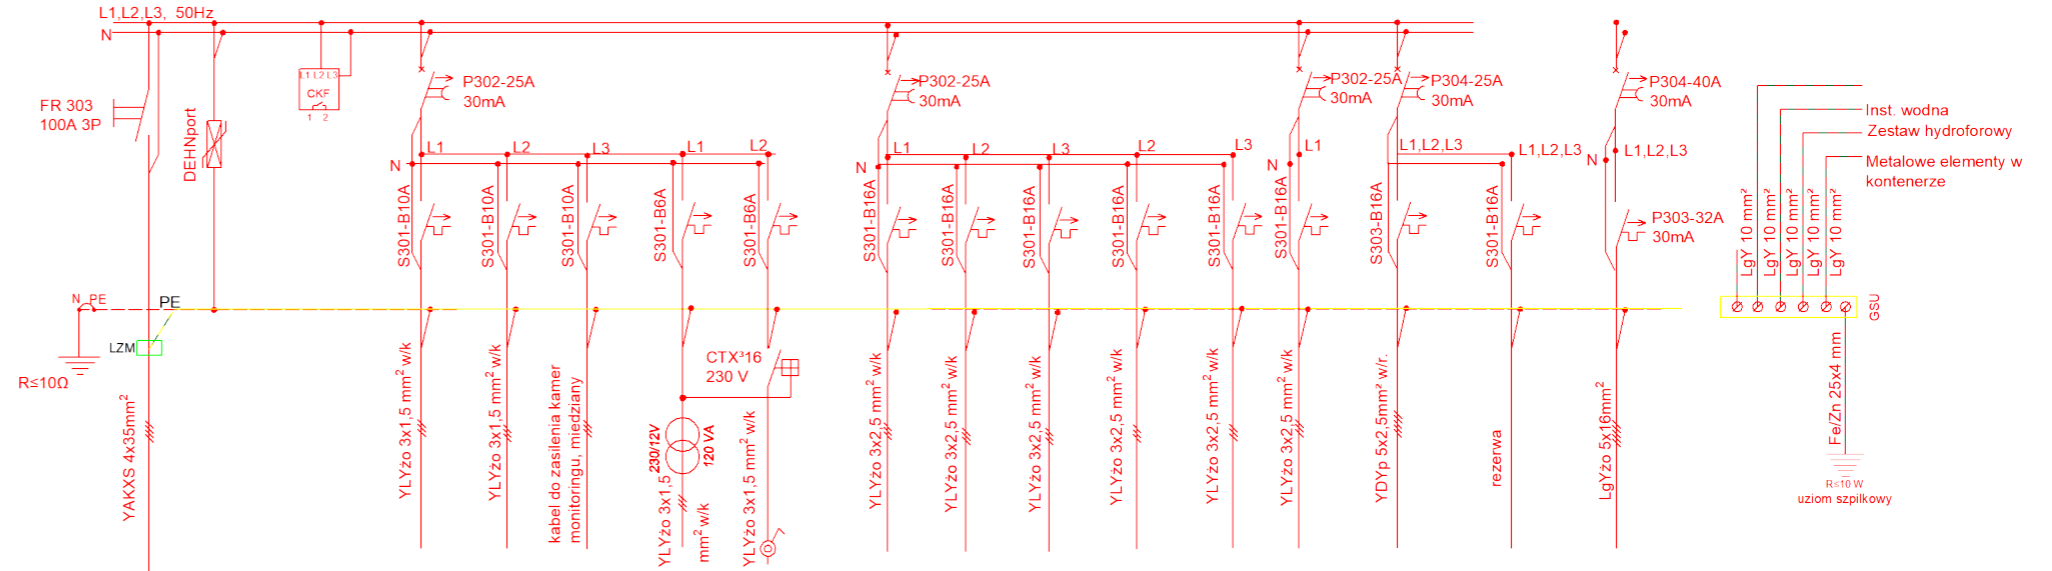 L1,L2,L3, 50Hz
N
FR 303
100A 3P
DEHNport
L1 L2 L3
CKF
1 2
P302-25A
30mA
P302-25A
30mA
P302-25A
30mA
P304-25A
30mA
P304-40A
30mA
N
L1
L2
L3
L1
L2
N
L1
L2
L3
L2
L3
N
L1
L1,L2,L3
L1,L2,L3
N
L1,L2,L3
S301-B10A
S301-B10A
S301-B10A
S301-B6A
S301-B6A
S301-B16A
S301-B16A
S301-B16A
S301-B16A
S301-B16A
S301-B16A
S303-B16A
S301-B16A
P303-32A
30mA
N PE
PE
LZM
R≤10Ω
YAKXS 4x35mm²
YLYżo 3x1,5 mm² w/k
YLYżo 3x1,5 mm² w/k
kabel do zasilenia kamer
monitoringu, miedziany
230/12V
120 VA
YLYżo 3x1,5
mm² w/k
CTX³16
230 V
YLYżo 3x1,5 mm² w/k
YLYżo 3x2,5 mm² w/k
YLYżo 3x2,5 mm² w/k
YLYżo 3x2,5 mm² w/k
YLYżo 3x2,5 mm² w/k
YLYżo 3x2,5 mm² w/k
YLYżo 3x2,5 mm² w/k
YDYp 5x2,5mm² w/r.
rezerwa
LgYżo 5x16mm²
Inst. wodna
Zestaw hydroforowy
Metalowe elementy w
kontenerze
LgY 10 mm²
LgY 10 mm²
LgY 10 mm²
LgY 10 mm²
LgY 10 mm²
GSU
Fe/Zn 25x4 mm
R≤10 W
uziom szpilkowy